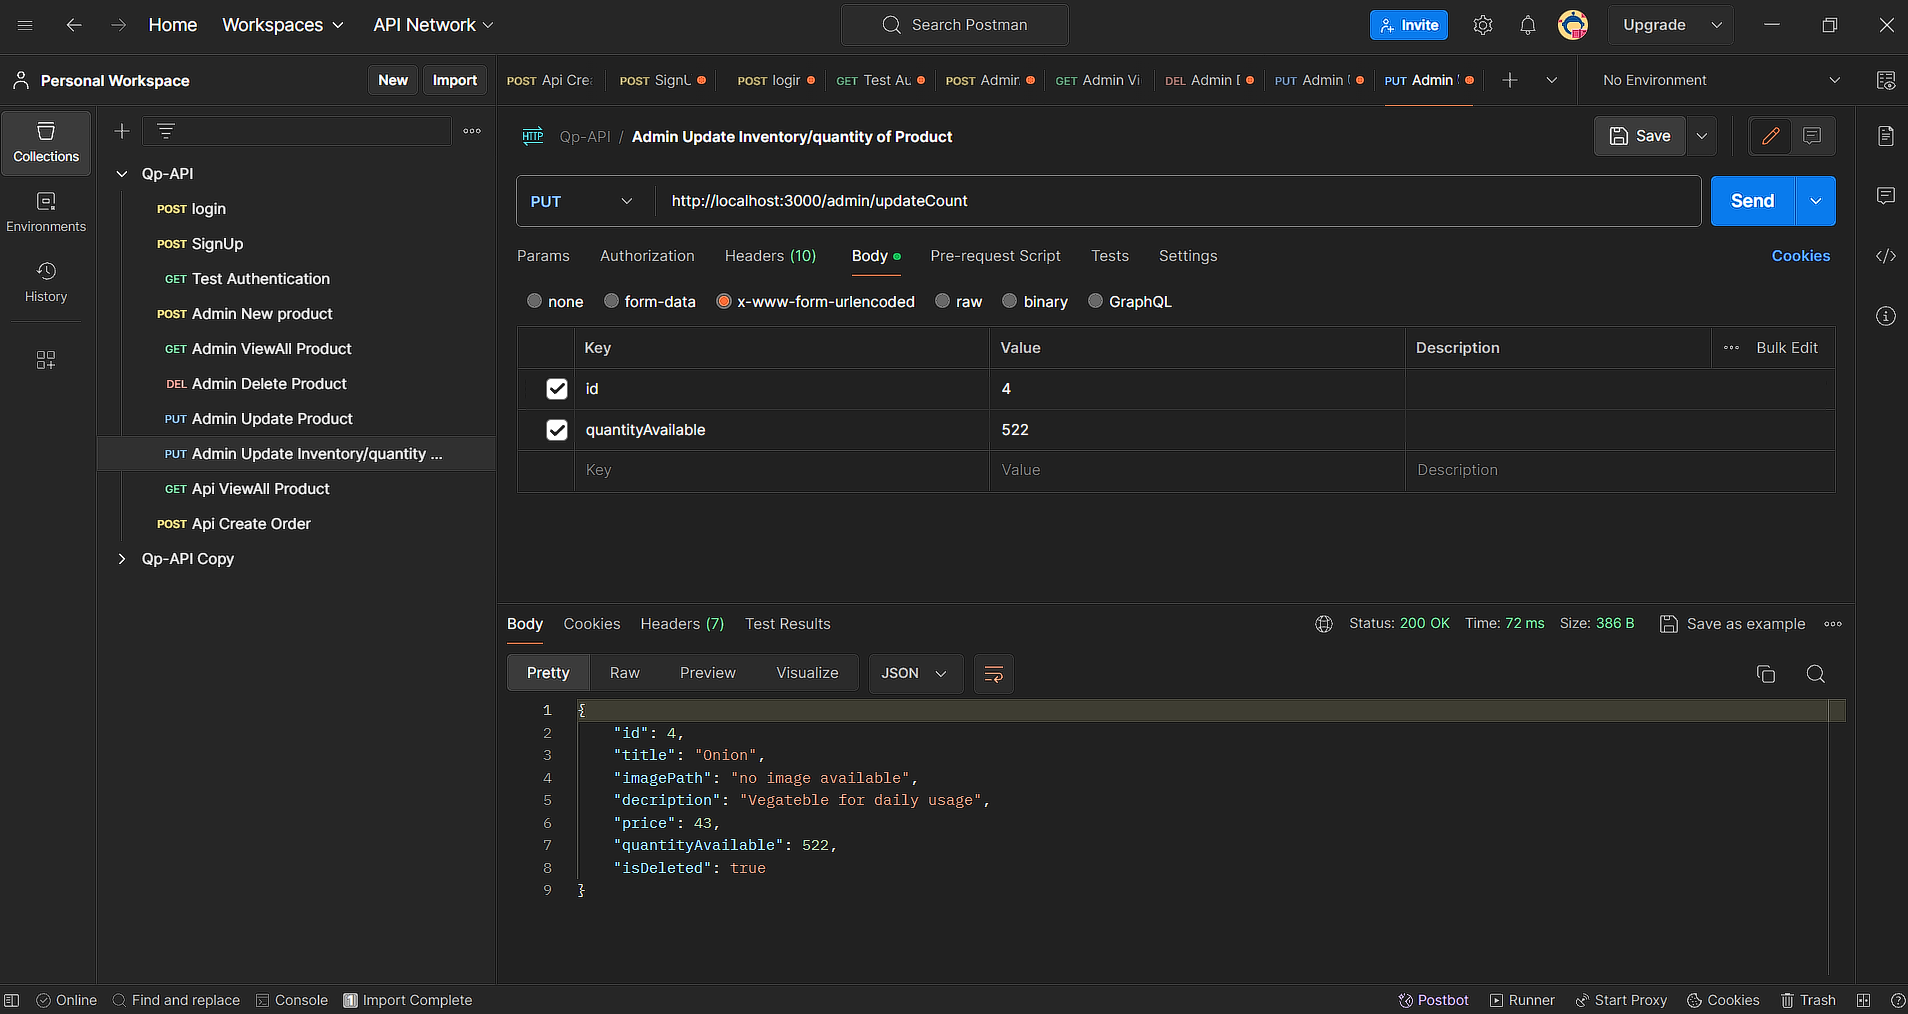 Home Workspaces API Network Search Postman Invite Upgrade
Personal Workspace New Import
POST Api Cre POST SignU POST login GET Test Au POST Admin GET Admin Vi DEL Admin PUT Admin PUT Admin No Environment
Collections
Environments
History
Qp-API
POST login
POST SignUp
GET Test Authentication
POST Admin New product
GET Admin ViewAll Product
DEL Admin Delete Product
PUT Admin Update Product
PUT Admin Update Inventory/quantity ...
GET Api ViewAll Product
POST Api Create Order
Qp-API Copy
HTTP Qp-API / Admin Update Inventory/quantity of Product Save
PUT http://localhost:3000/admin/updateCount Send
Params Authorization Headers (10) Body Pre-request Script Tests Settings Cookies
none form-data x-www-form-urlencoded raw binary GraphQL
Key Value Description Bulk Edit
id 4
quantityAvailable 522
Key Value Description
Body Cookies Headers (7) Test Results Status: 200 OK Time: 72 ms Size: 386 B Save as example
Pretty Raw Preview Visualize JSON
1 {
2 "id": 4,
3 "title": "Onion",
4 "imagePath": "no image available",
5 "decription": "Vegateble for daily usage",
6 "price": 43,
7 "quantityAvailable": 522,
8 "isDeleted": true
9 }
Online Find and replace Console 1 Import Complete Postbot Runner Start Proxy Cookies Trash